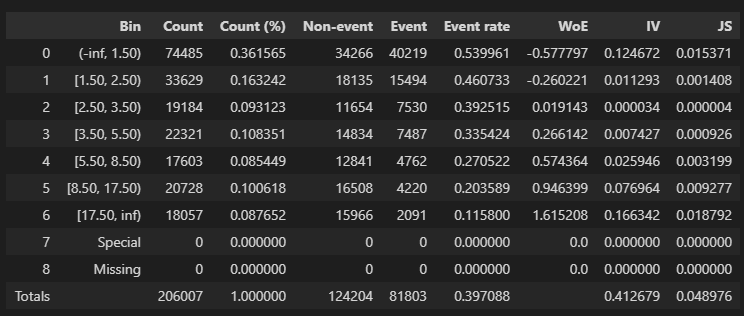 Bin Count Count (%) Non-event Event Event rate WoE IV JS
0 (-inf, 1.50) 74485 0.361565 34266 40219 0.539961 -0.577797 0.124672 0.015371
1 [1.50, 2.50) 33629 0.163242 18135 15494 0.460733 -0.260221 0.011293 0.001408
2 [2.50, 3.50) 19184 0.093123 11654 7530 0.392515 0.019143 0.000034 0.000004
3 [3.50, 5.50) 22321 0.108351 14834 7487 0.335424 0.266142 0.007427 0.000926
4 [5.50, 8.50) 17603 0.085449 12841 4762 0.270522 0.574364 0.025946 0.003199
5 [8.50, 17.50) 20728 0.100618 16508 4220 0.203589 0.946399 0.076964 0.009277
6 [17.50, inf) 18057 0.087652 15966 2091 0.115800 1.615208 0.166342 0.018792
7 Special 0 0.000000 0 0 0.000000 0.0 0.000000 0.000000
8 Missing 0 0.000000 0 0 0.000000 0.0 0.000000 0.000000
Totals 206007 1.000000 124204 81803 0.397088 0.412679 0.048976